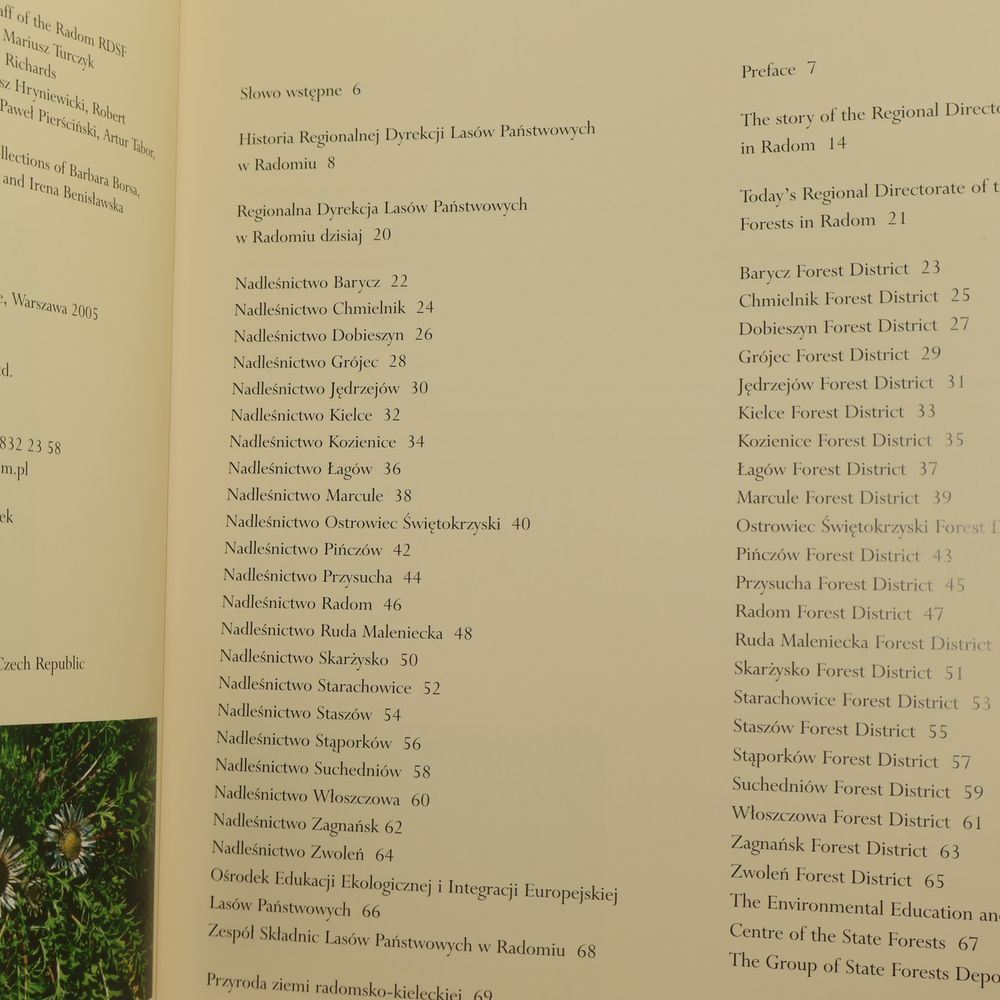 of the Radom RDSF
Mariusz Turczyk
Richards
Hryniewicki, Robert
Paweł Pierściński, Artur Tabor,
of Barbara Borsa,
and Irena Benisławska
Warszawa 2005
832 23 58
Czech Republic
Słowo wstępne 6
Historia Regionalnej Dyrekcji Lasów Państwowych
w Radomiu 8
Regionalna Dyrekcja Lasów Państwowych
w Radomiu dzisiaj 20
Nadleśnictwo Barycz 22
Nadleśnictwo Chmielnik 24
Nadleśnictwo Dobieszyn 26
Nadleśnictwo Grójec 28
Nadleśnictwo Jędrzejów 30
Nadleśnictwo Kielce 32
Nadleśnictwo Kozienice 34
Nadleśnictwo Łagów 36
Nadleśnictwo Marcule 38
Nadleśnictwo Ostrowiec Świętokrzyski 40
Nadleśnictwo Pińczów 42
Nadleśnictwo Przysucha 44
Nadleśnictwo Radom 46
Nadleśnictwo Ruda Maleniecka 48
Nadleśnictwo Skarżysko 50
Nadleśnictwo Starachowice 52
Nadleśnictwo Staszów 54
Nadleśnictwo Stąporków 56
Nadleśnictwo Suchedniów 58
Nadleśnictwo Włoszczowa 60
Nadleśnictwo Zagnańsk 62
Nadleśnictwo Zwoleń 64
Ośrodek Edukacji Ekologicznej i Integracji Europejskiej
Lasów Państwowych 66
Zespół Składnic Lasów Państwowych w Radomiu 68
Przyroda ziemi radomsko-kieleckiej 69
Preface 7
The story of the Regional
in Radom 14
Today's Regional Directorate of
Forests in Radom 21
Barycz Forest District 23
Chmielnik Forest District 25
Dobieszyn Forest District 27
Grójec Forest District 29
Jędrzejów Forest District 31
Kielce Forest District 33
Kozienice Forest District 35
Łagów Forest District 37
Marcule Forest District 39
Ostrowiec Świętokrzyski Forest
Pińczów Forest District 43
Przysucha Forest District 45
Radom Forest District 47
Ruda Maleniecka Forest District
Skarżysko Forest District 51
Starachowice Forest District 53
Staszów Forest District 55
Stąporków Forest District 57
Suchedniów Forest District 59
Włoszczowa Forest District 61
Zagnańsk Forest District 63
Zwoleń Forest District 65
The Environmental Education
Centre of the State Forests 67
The Group of State Forests